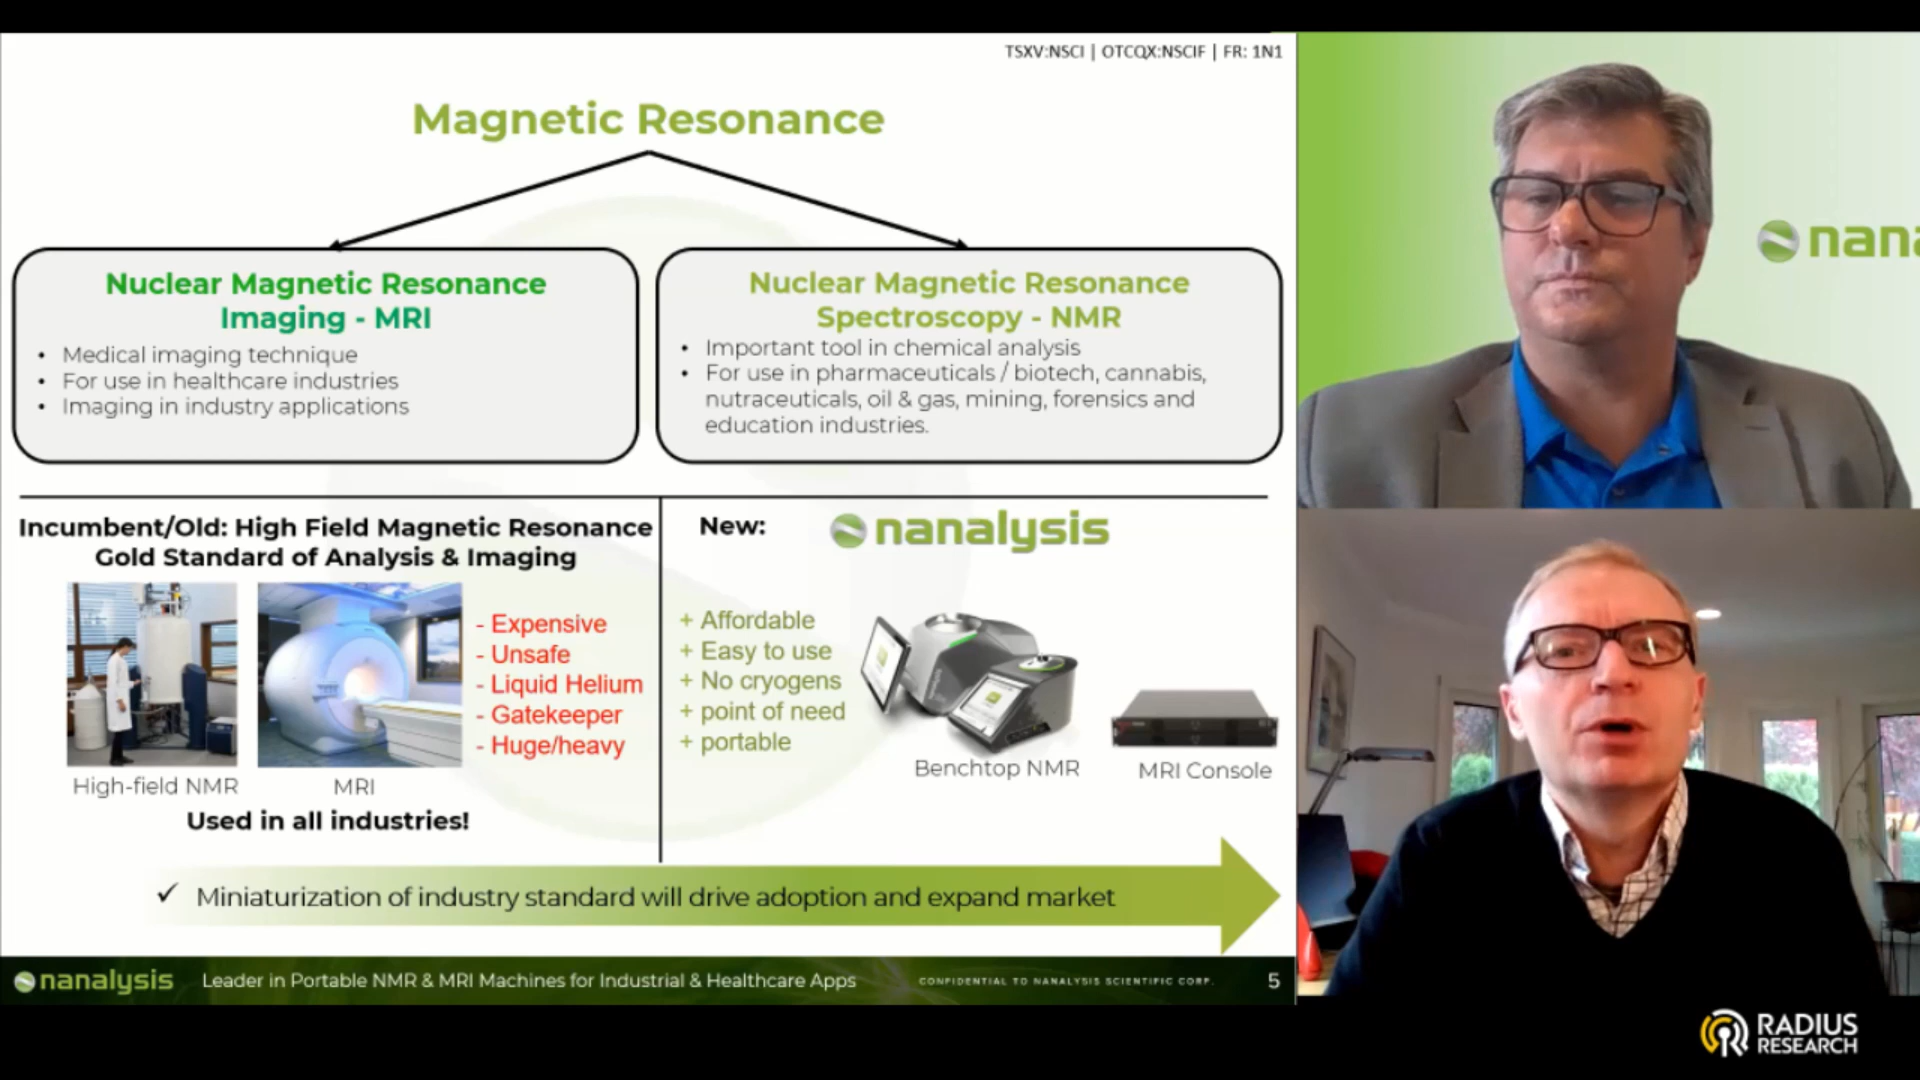 TSXV:NSCI | OTCQX:NSCIF | FR: 1N1
Magnetic Resonance
Nuclear Magnetic Resonance
Imaging - MRI
• Medical imaging technique
• For use in healthcare industries
• Imaging in industry applications
Nuclear Magnetic Resonance
Spectroscopy - NMR
• Important tool in chemical analysis
• For use in pharmaceuticals / biotech, cannabis,
nutraceuticals, oil & gas, mining, forensics and
education industries.
Incumbent/Old: High Field Magnetic Resonance
Gold Standard of Analysis & Imaging
- Expensive
- Unsafe
- Liquid Helium
- Gatekeeper
- Huge/heavy
High-field NMR
MRI
Used in all industries!
New:
nanalysis
+ Affordable
+ Easy to use
+ No cryogens
+ point of need
+ portable
Benchtop NMR
MRI Console
✓ Miniaturization of industry standard will drive adoption and expand market
nanalysis
Leader in Portable NMR & MRI Machines for Industrial & Healthcare Apps
CONFIDENTIAL TO NANALYSIS SCIENTIFIC CORP.
5
nana
RADIUS
RESEARCH